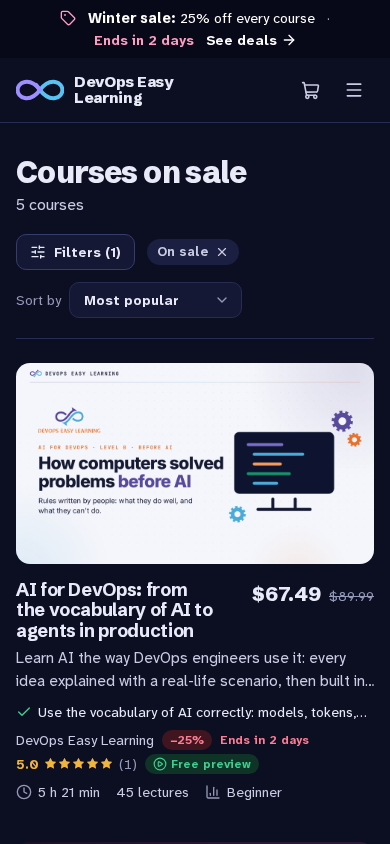 Winter sale: 25% off every course ·
Ends in 2 days See deals →
DevOps Easy
Learning
Courses on sale
5 courses
Filters (1)
On sale ×
Sort by
Most popular
DEVOPS EASY LEARNING
DEVOPS EASY LEARNING
AI FOR DEVOPS · LEVEL 0 · BEFORE AI
How computers solved
problems before AI
Rules written by people: what they do well, and
what they can't do.
AI for DevOps: from
the vocabulary of AI to
agents in production
$67.49 $89.99
Learn AI the way DevOps engineers use it: every
idea explained with a real-life scenario, then built in...
Use the vocabulary of AI correctly: models, tokens,...
DevOps Easy Learning −25% Ends in 2 days
5.0 ★★★★★ (1) Free preview
5 h 21 min 45 lectures Beginner